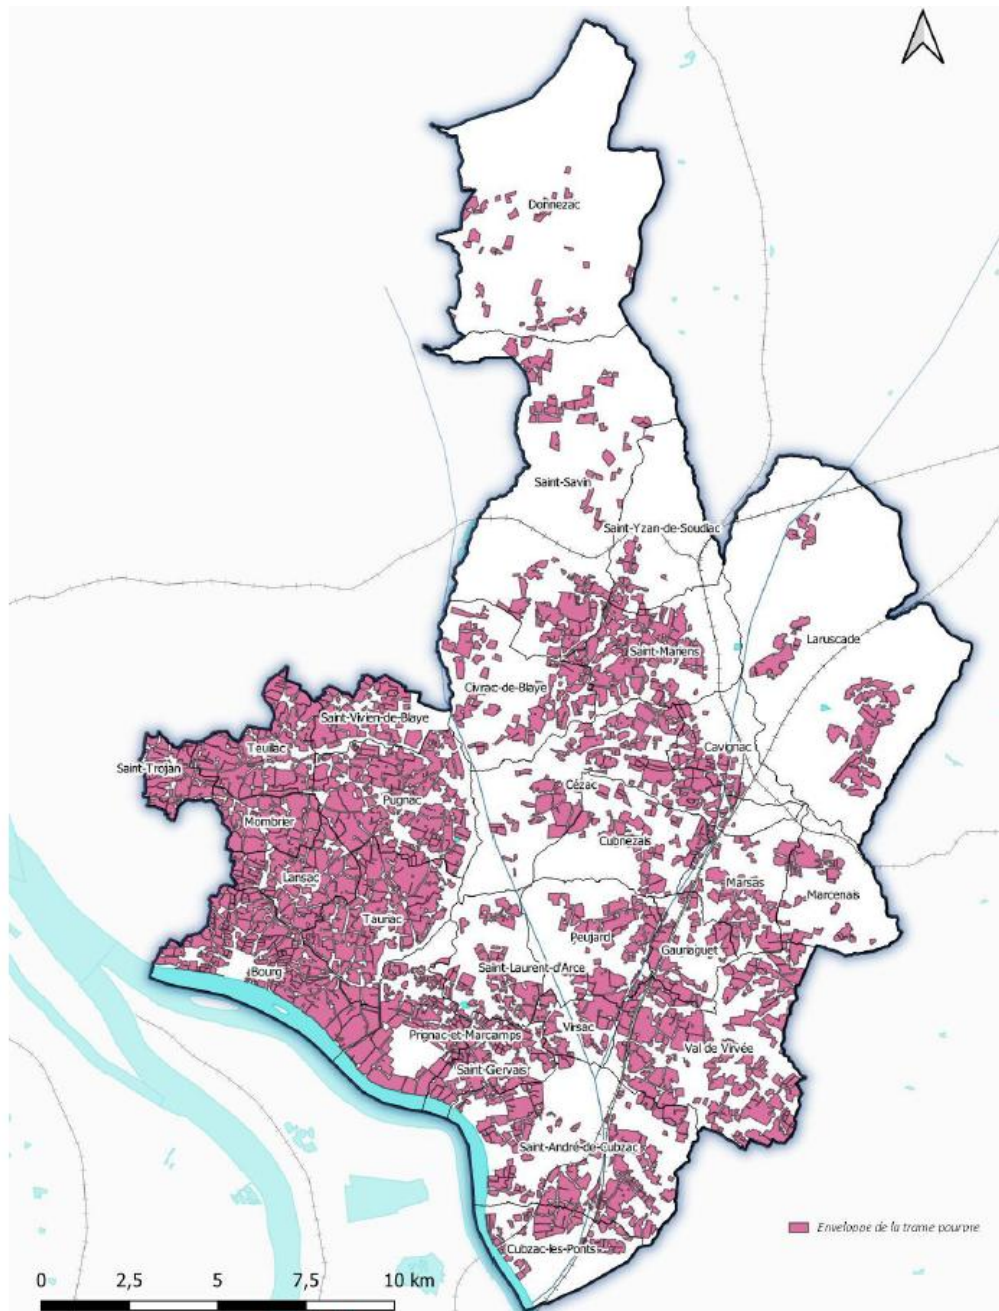 Donnezac
Saint-Savin
Saint-Yzan-de-Soudiac
Laruscade
Saint-Mariens
Civrac-de-Blaye
Saint-Vivien-de-Blaye
Teuillac
Cavignac
Saint-Trojan
Cézac
Pugnac
Mombrier
Cubnezais
Lansac
Marsas
Marcenais
Tauriac
Peujard
Gauriaguet
Saint-Laurent-d'Arce
Bourg
Virsac
Prignac-et-Marcamps
Val de Virvée
Saint-Gervais
Saint-André-de-Cubzac
Enveloppe de la trame pourpre
Cubzac-les-Ponts
0 2,5 5 7,5 10 km